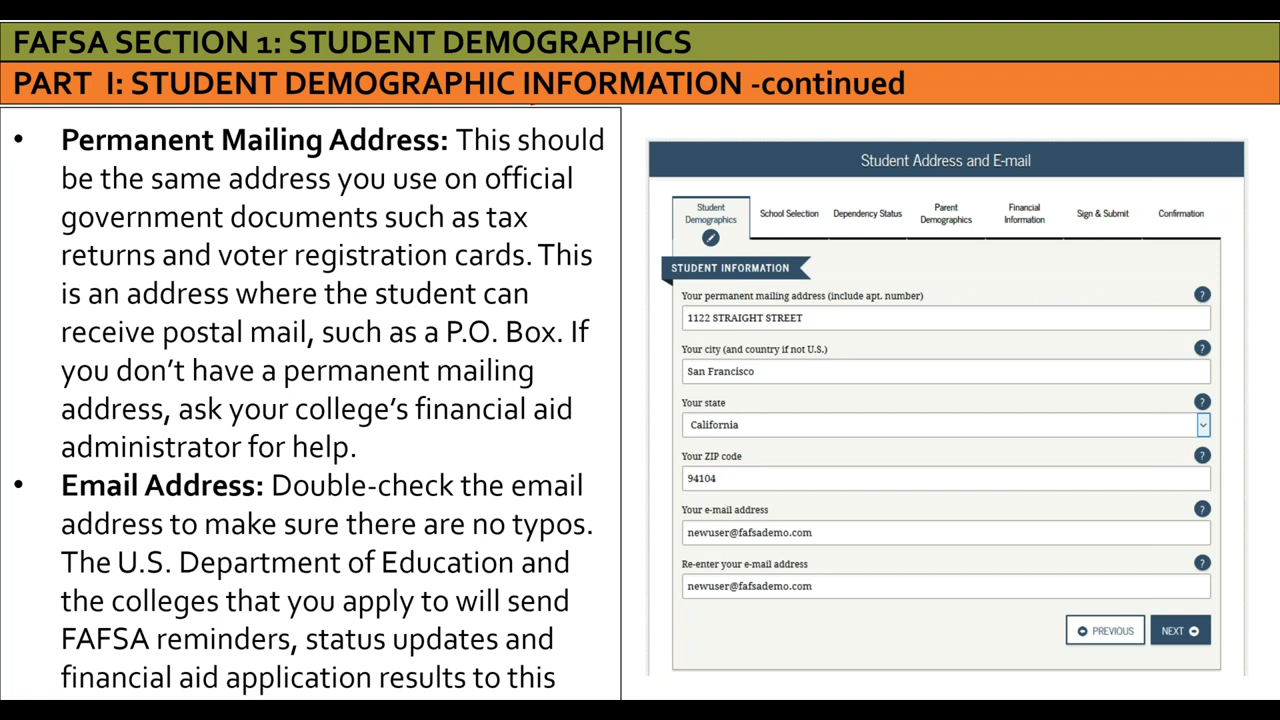 FAFSA SECTION 1: STUDENT DEMOGRAPHICS
PART I: STUDENT DEMOGRAPHIC INFORMATION -continued
• Permanent Mailing Address: This should
be the same address you use on official
government documents such as tax
returns and voter registration cards. This
is an address where the student can
receive postal mail, such as a P.O. Box. If
you don’t have a permanent mailing
address, ask your college’s financial aid
administrator for help.
• Email Address: Double-check the email
address to make sure there are no typos.
The U.S. Department of Education and
the colleges that you apply to will send
FAFSA reminders, status updates and
financial aid application results to this
Student Address and E-mail
Student
Demographics
School Selection
Dependency Status
Parent
Demographics
Financial
Information
Sign & Submit
Confirmation
STUDENT INFORMATION
Your permanent mailing address (include apt. number)
?
1122 STRAIGHT STREET
Your city (and country if not U.S.)
?
San Francisco
Your state
?
California
Your ZIP code
?
94104
Your e-mail address
?
newuser@fafsademo.com
Re-enter your e-mail address
?
newuser@fafsademo.com
PREVIOUS
NEXT